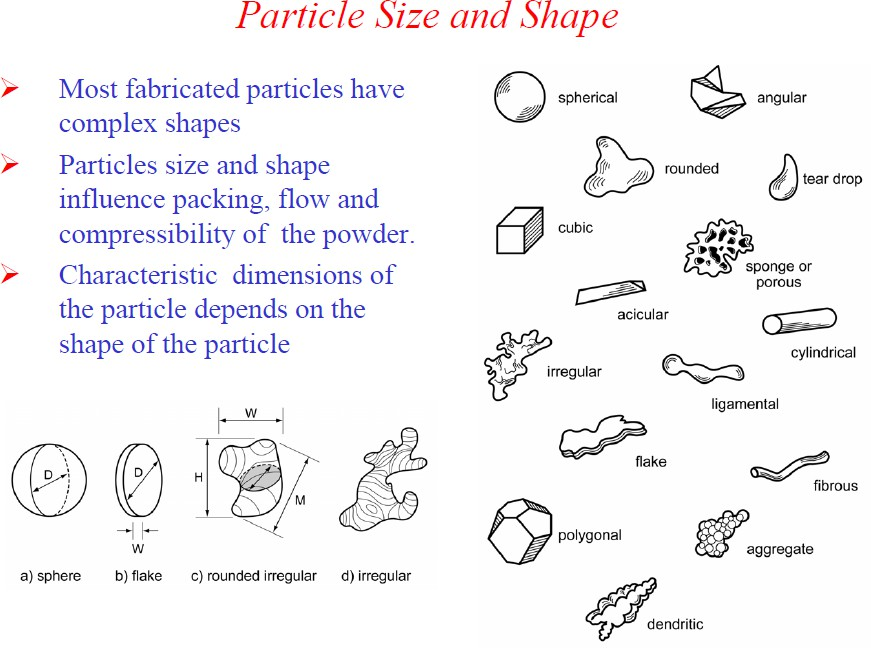 Particle Size and Shape
Most fabricated particles have
complex shapes
Particles size and shape
influence packing, flow and
compressibility of the powder.
Characteristic dimensions of
the particle depends on the
shape of the particle
D
a) sphere
D
W
b) flake
W
H
M
c) rounded irregular
d) irregular
spherical
angular
rounded
tear drop
cubic
sponge or
porous
acicular
cylindrical
irregular
ligamental
flake
fibrous
polygonal
aggregate
dendritic